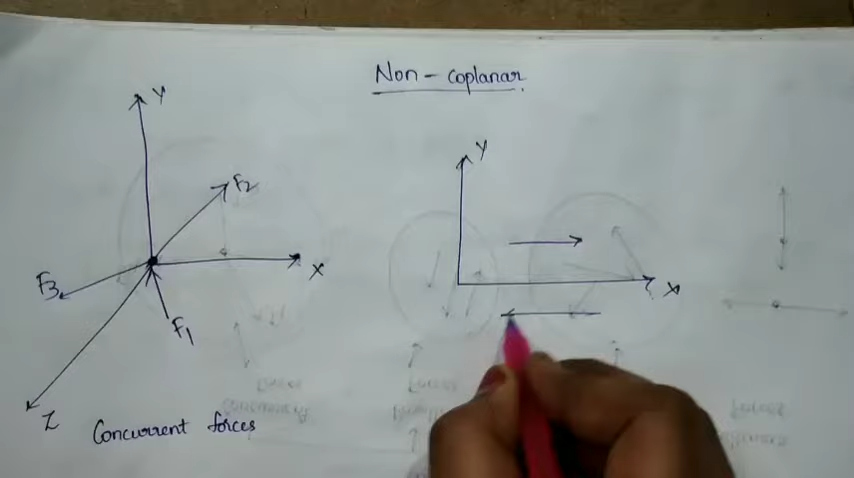 Non - coplanar
Y
F2
X
F3
F1
Z
Concurrent forces
Y
X